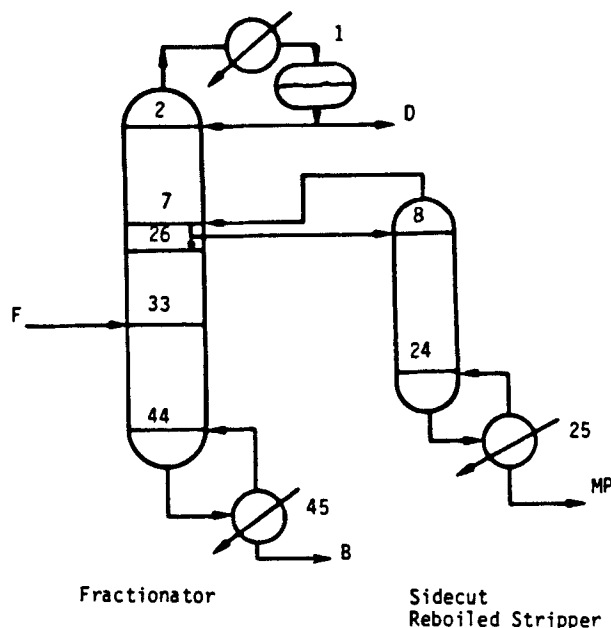 1
2
D
7
8
26
F
33
24
44
25
MP
45
B
Fractionator
Sidecut
Reboiled Stripper